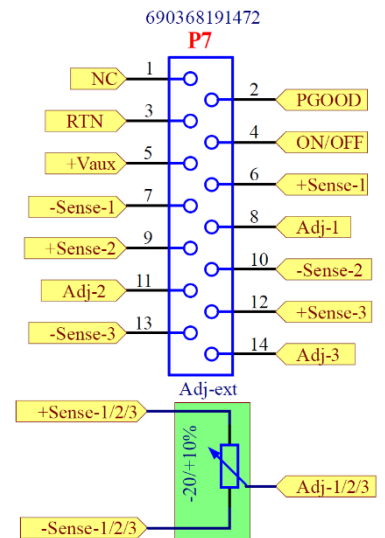 690368191472
P7
NC 1
2 PGOOD
RTN 3
4 ON/OFF
+Vaux 5
6 +Sense-1
-Sense-1 7
8 Adj-1
+Sense-2 9
10 -Sense-2
Adj-2 11
12 +Sense-3
-Sense-3 13
14 Adj-3
Adj-ext
+Sense-1/2/3
-20/+10%
Adj-1/2/3
-Sense-1/2/3